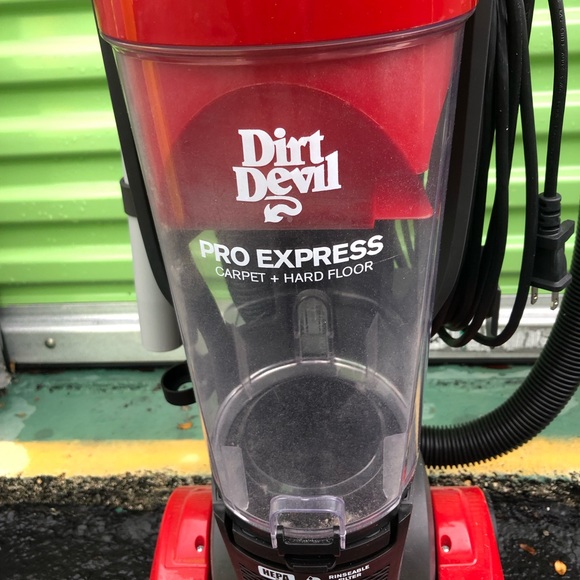 Dirt
Devil
PRO EXPRESS
CARPET + HARD FLOOR
HEPA
RINSEABLE
FILTER